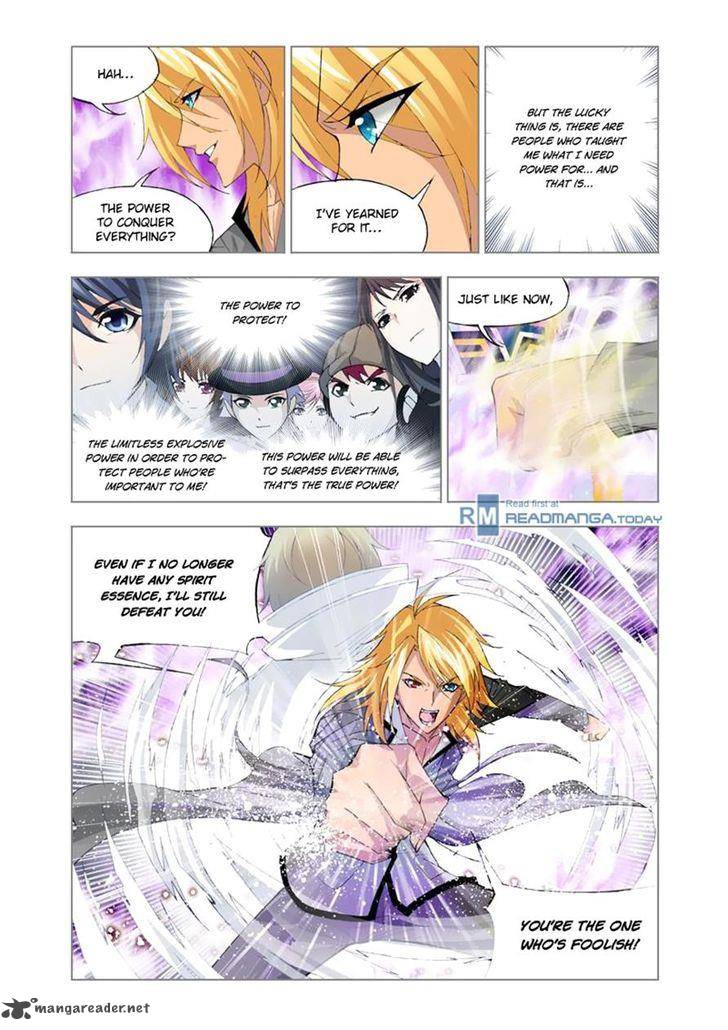 HAH...
THE POWER
TO CONQUER
EVERYTHING?
I'VE YEARNED
FOR IT...
BUT THE LUCKY
THING IS, THERE ARE
PEOPLE WHO TAUGHT
ME WHAT I NEED
POWER FOR... AND
THAT IS...
THE POWER TO
PROTECT!
THE LIMITLESS EXPLOSIVE
POWER IN ORDER TO PRO-
TECT PEOPLE WHO'RE
IMPORTANT TO ME!
THIS POWER WILL BE ABLE
TO SURPASS EVERYTHING,
THAT'S THE TRUE POWER!
JUST LIKE NOW,
RM
Read first at
READMANGA.TODAY
EVEN IF I NO LONGER
HAVE ANY SPIRIT
ESSENCE, I'LL STILL
DEFEAT YOU!
YOU'RE THE ONE
WHO'S FOOLISH!
mangareader.net